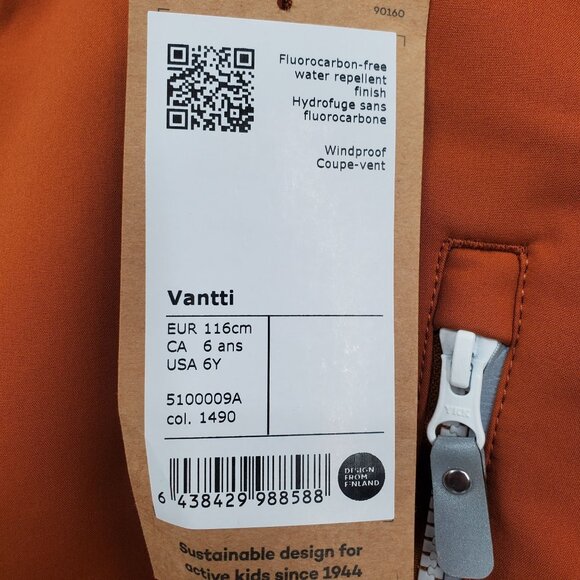 90160
Fluorocarbon-free
water repellent
finish
Hydrofuge sans
fluorocarbone
Windproof
Coupe-vent
Vantti
EUR 116cm
CA 6 ans
USA 6Y
5100009A
col. 1490
6 438429 988588
DESIGN
FROM
FINLAND
YKK
Sustainable design for
active kids since 1944